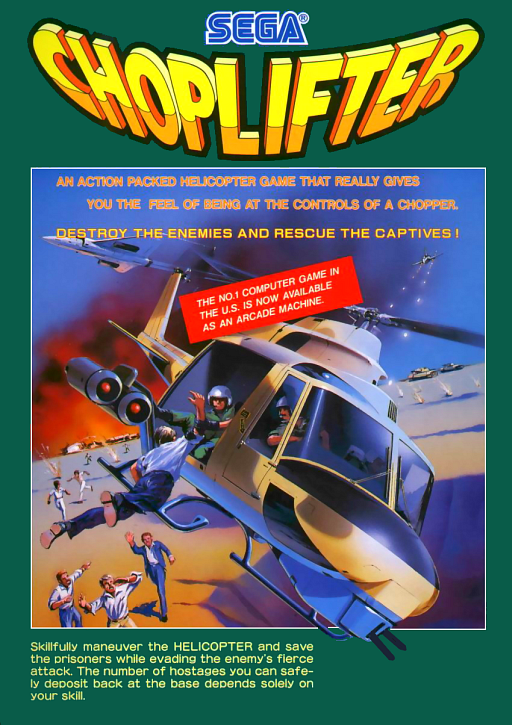 SEGA®
CHOPLIFTER
AN ACTION PACKED HELICOPTER GAME THAT REALLY GIVES
YOU THE FEEL OF BEING AT THE CONTROLS OF A CHOPPER.
DESTROY THE ENEMIES AND RESCUE THE CAPTIVES!
THE NO.1 COMPUTER GAME IN
THE U.S. IS NOW AVAILABLE
AS AN ARCADE MACHINE.
Skillfully maneuver the HELICOPTER and save
the prisoners while evading the enemy's fierce
attack. The number of hostages you can safe-
ly deposit back at the base depends solely on
your skill.